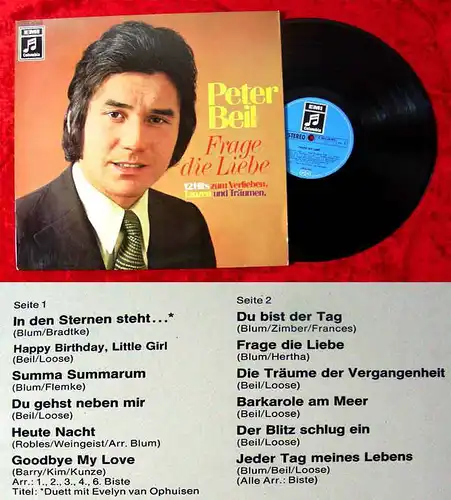 EMI
Columbia
Peter
Beil
Frage
die Liebe
12 Hits zum Verlieben,
Tanzen und Träumen.
EMI
Columbia
STEREO
Seite 1
In den Sternen steht...*
(Blum/Bradtke)
Happy Birthday, Little Girl
(Beil/Loose)
Summa Summarum
(Blum/Flemke)
Du gehst neben mir
(Beil/Loose)
Heute Nacht
(Robles/Weingeist/Arr. Blum)
Goodbye My Love
(Barry/Kim/Kunze)
Arr.: 1., 2., 3., 4., 6. Biste
Titel: *Duett mit Evelyn van Ophuisen
Seite 2
Du bist der Tag
(Blum/Zimber/Frances)
Frage die Liebe
(Blum/Hertha)
Die Träume der Vergangenheit
(Beil/Loose)
Barkarole am Meer
(Beil/Loose)
Der Blitz schlug ein
(Beil/Loose)
Jeder Tag meines Lebens
(Blum/Beil/Loose)
(Alle Arr.: Biste)